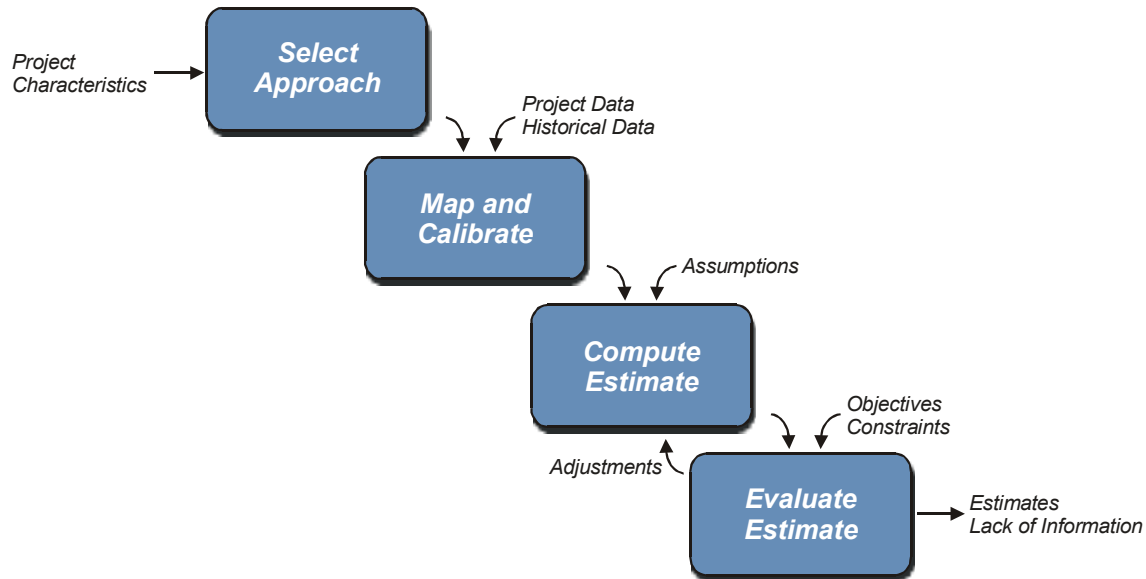 Project
Characteristics
Select
Approach
Project Data
Historical Data
Map and
Calibrate
Assumptions
Compute
Estimate
Objectives
Constraints
Adjustments
Evaluate
Estimate
Estimates
Lack of Information